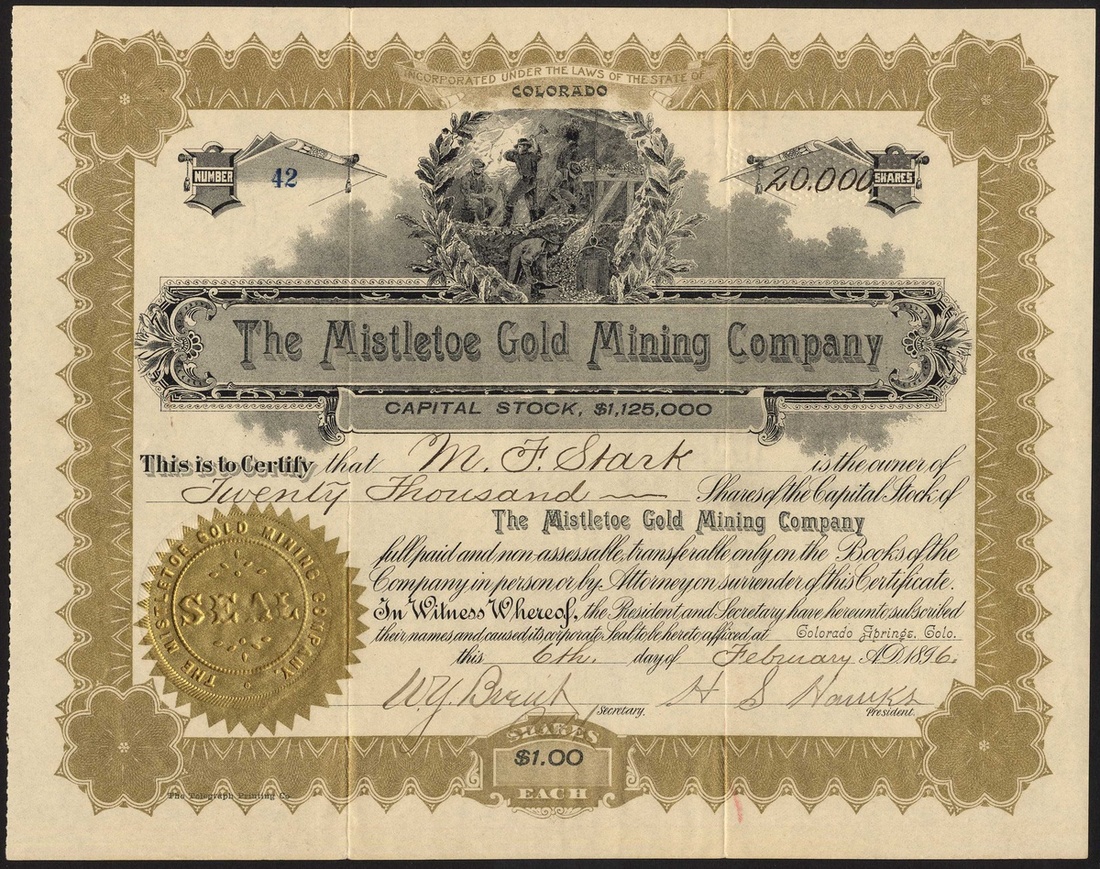 INCORPORATED UNDER THE LAWS OF THE STATE OF
COLORADO
NUMBER 42
20.000 SHARES
The Mistletoe Gold Mining Company
CAPITAL STOCK, $1,125,000
This is to Certify that M. F. Stark is the owner of
Twenty Thousand Shares of the Capital Stock of
The Mistletoe Gold Mining Company
full paid and non-assessable, transferable only on the Books of the
Company in person or by Attorney on surrender of this Certificate.
In Witness Whereof, the President and Secretary have hereunto subscribed
their names and caused its corporate Seal to be hereto affixed at Colorado Springs, Colo.
this 6th. day of February A.D. 1896.
THE MISTLETOE GOLD MINING COMPANY.
SEAL
W. Y. Secretary.
H S Hawks President.
SHARES
$1.00
EACH
The Telegraph Printing Co